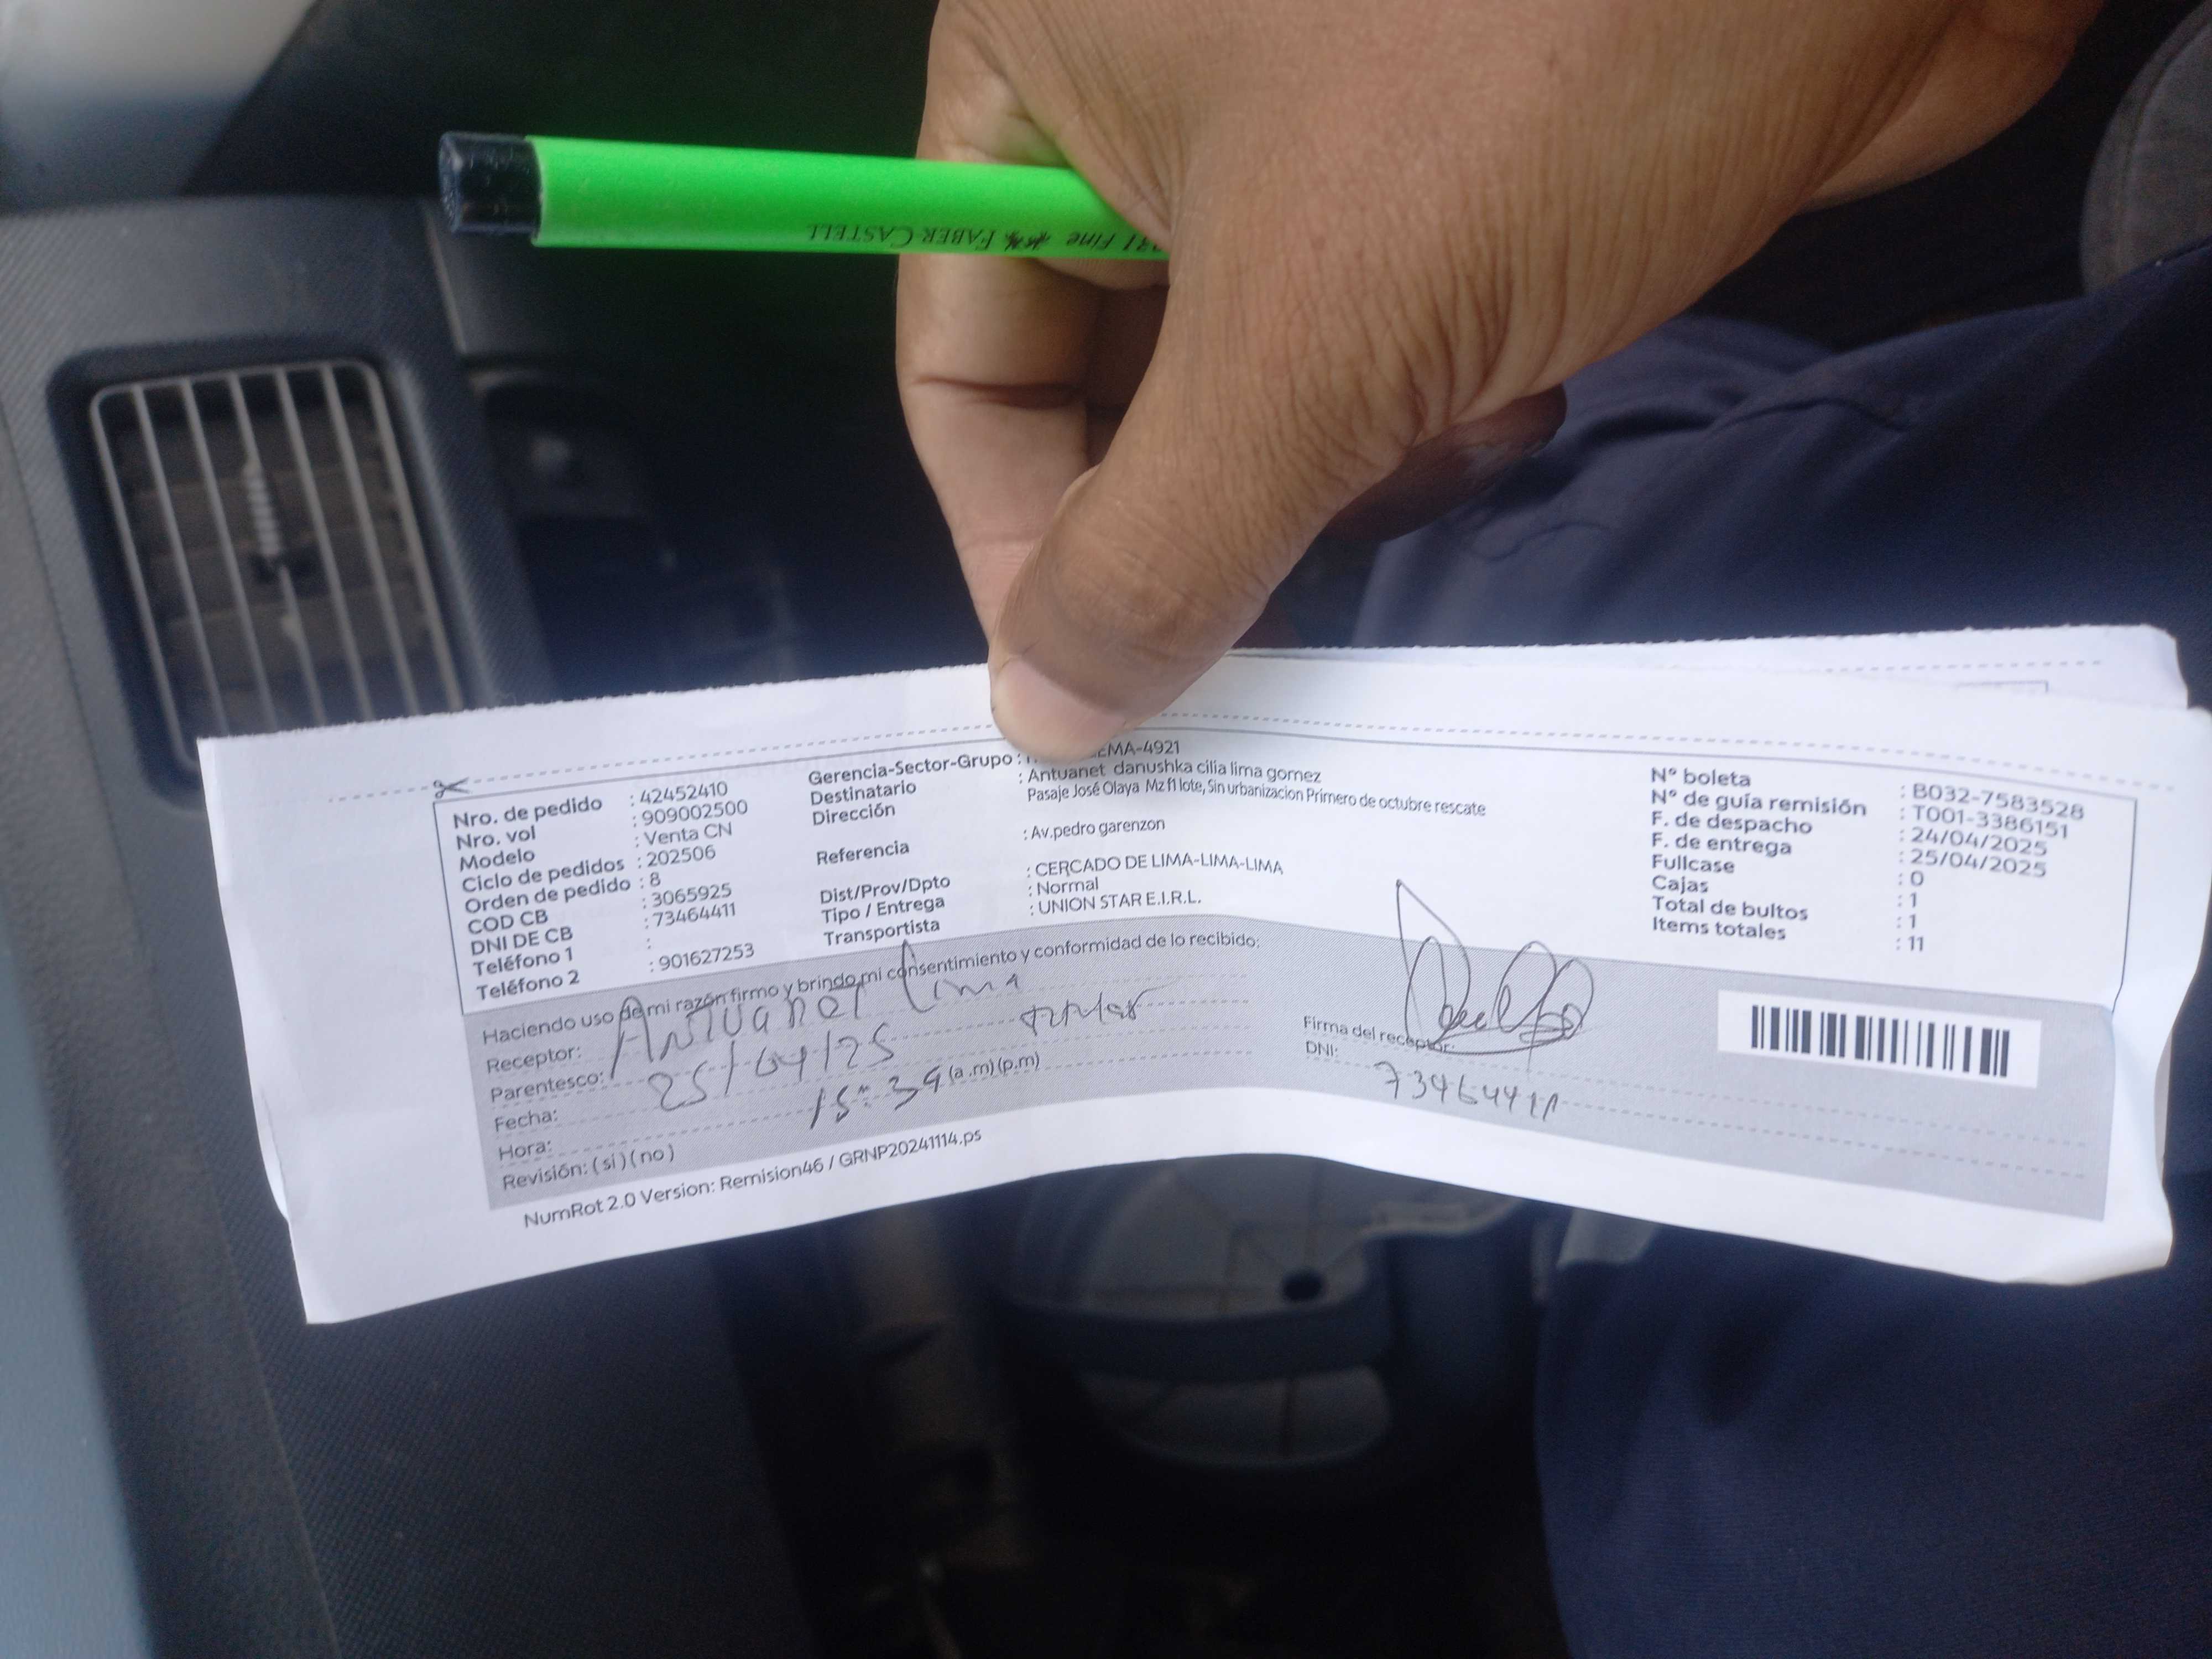 131 Fine FABER CASTELL
Nro. de pedido : 42452410
Nro. vol : 909002500
Modelo : Venta CN
Ciclo de pedidos : 202506
Orden de pedido : 8
COD CB : 3065925
DNI DE CB : 73464411
Teléfono 1 :
Teléfono 2 : 901627253
Gerencia-Sector-Grupo : EMA-4921
Destinatario : Antuanet danushka cilia lima gomez
Dirección Pasaje José Olaya Mz f1 lote, Sin urbanizacion Primero de octubre rescate
Referencia : Av.pedro garenzon
Dist/Prov/Dpto : CERCADO DE LIMA-LIMA-LIMA
Tipo / Entrega : Normal
Transportista : UNION STAR E.I.R.L.
N° boleta : B032-7583528
N° de guía remisión : T001-3386151
F. de despacho : 24/04/2025
F. de entrega : 25/04/2025
Fullcase : 0
Cajas : 1
Total de bultos : 1
Items totales : 11
Haciendo uso de mi razón firmo y brindo mi consentimiento y conformidad de lo recibido:
Receptor: Antuanet Lima
Parentesco:
Fecha: 25/04/25
Hora: 15:39 (a.m)(p.m)
Revisión: (si)(no)
Firma del receptor:
DNI: 73464411
NumRot 2.0 Version: Remision46 / GRNP20241114.ps